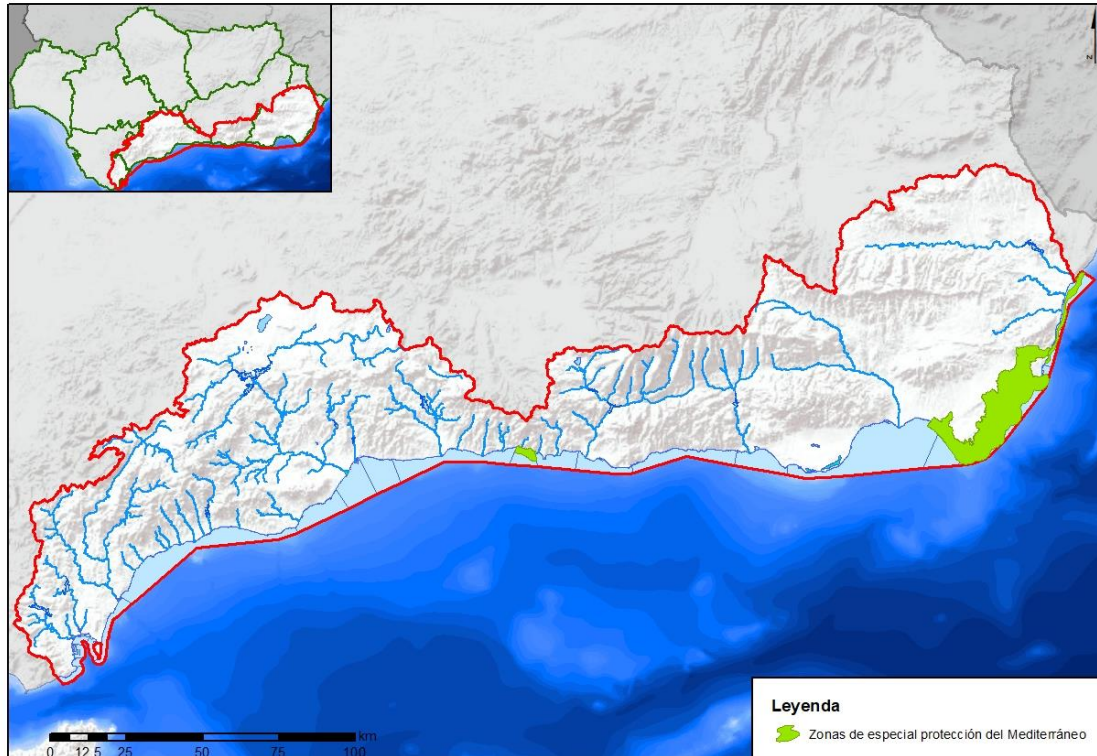 N
km
0 12.5 25 50 75 100
Leyenda
Zonas de especial protección del Mediterráneo